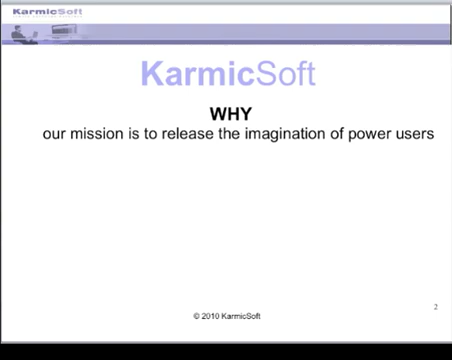 KarmicSoft
KarmicSoft
WHY
our mission is to release the imagination of power users
2
© 2010 KarmicSoft